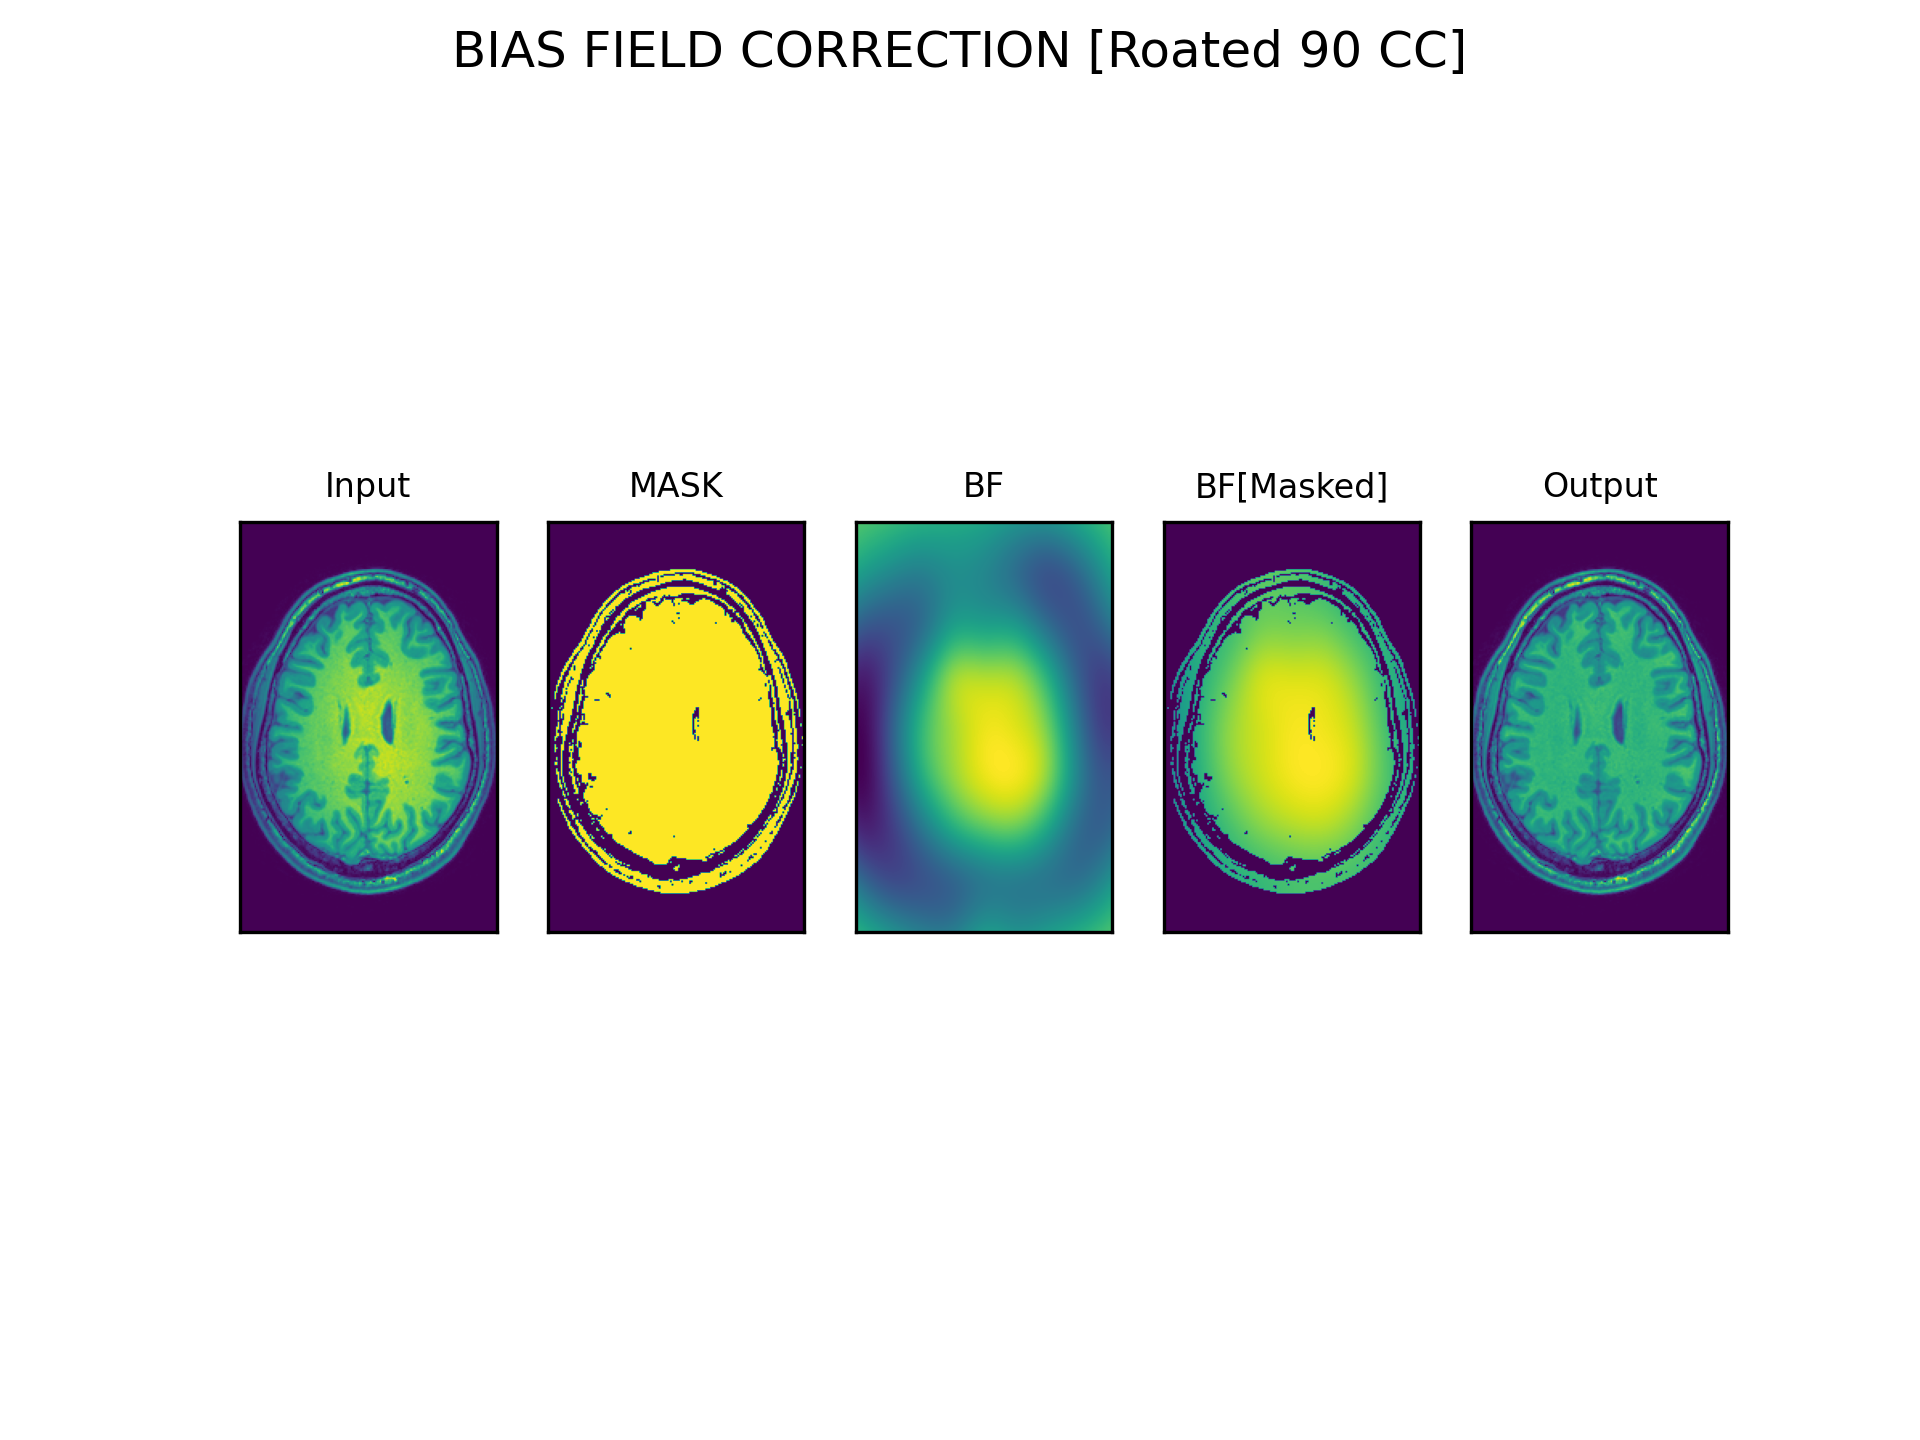 BIAS FIELD CORRECTION [Roated 90 CC]
Input
MASK
BF
BF[Masked]
Output